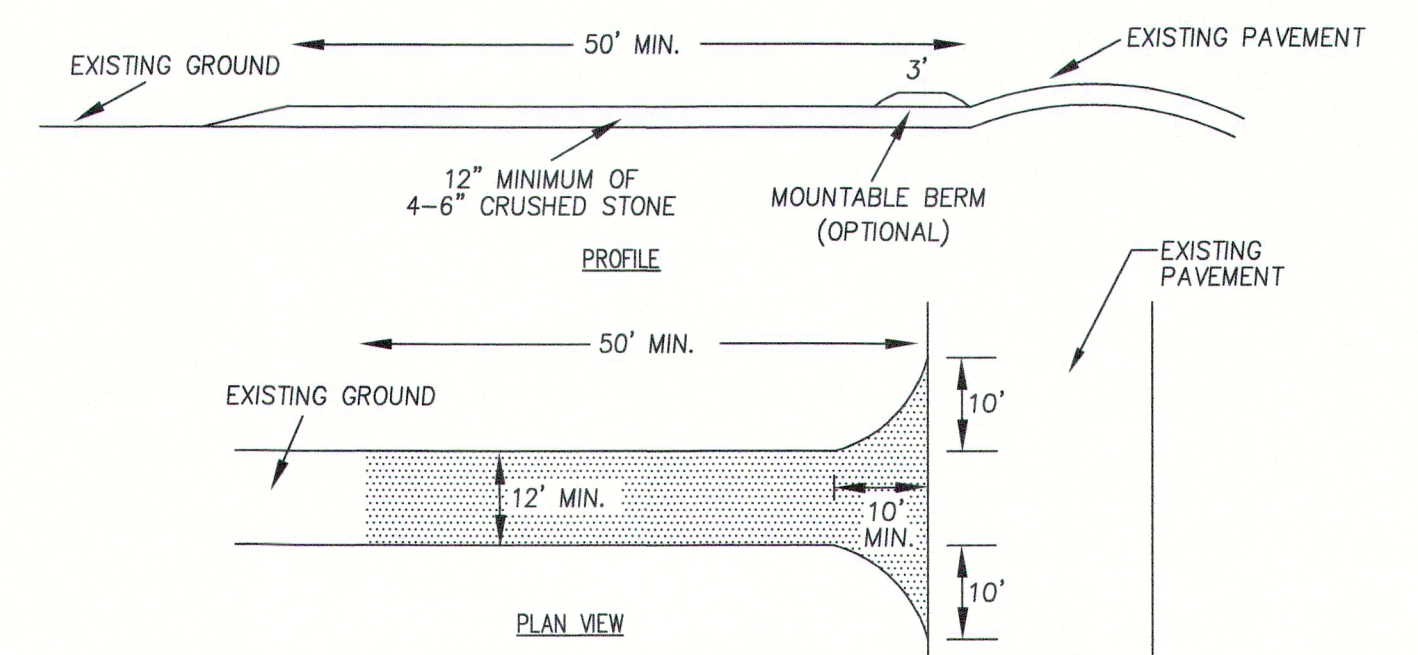 50' MIN.
EXISTING PAVEMENT
EXISTING GROUND
3'
12" MINIMUM OF
4-6" CRUSHED STONE
MOUNTABLE BERM
(OPTIONAL)
PROFILE
EXISTING
PAVEMENT
50' MIN.
EXISTING GROUND
10'
12' MIN.
10'
MIN.
10'
PLAN VIEW